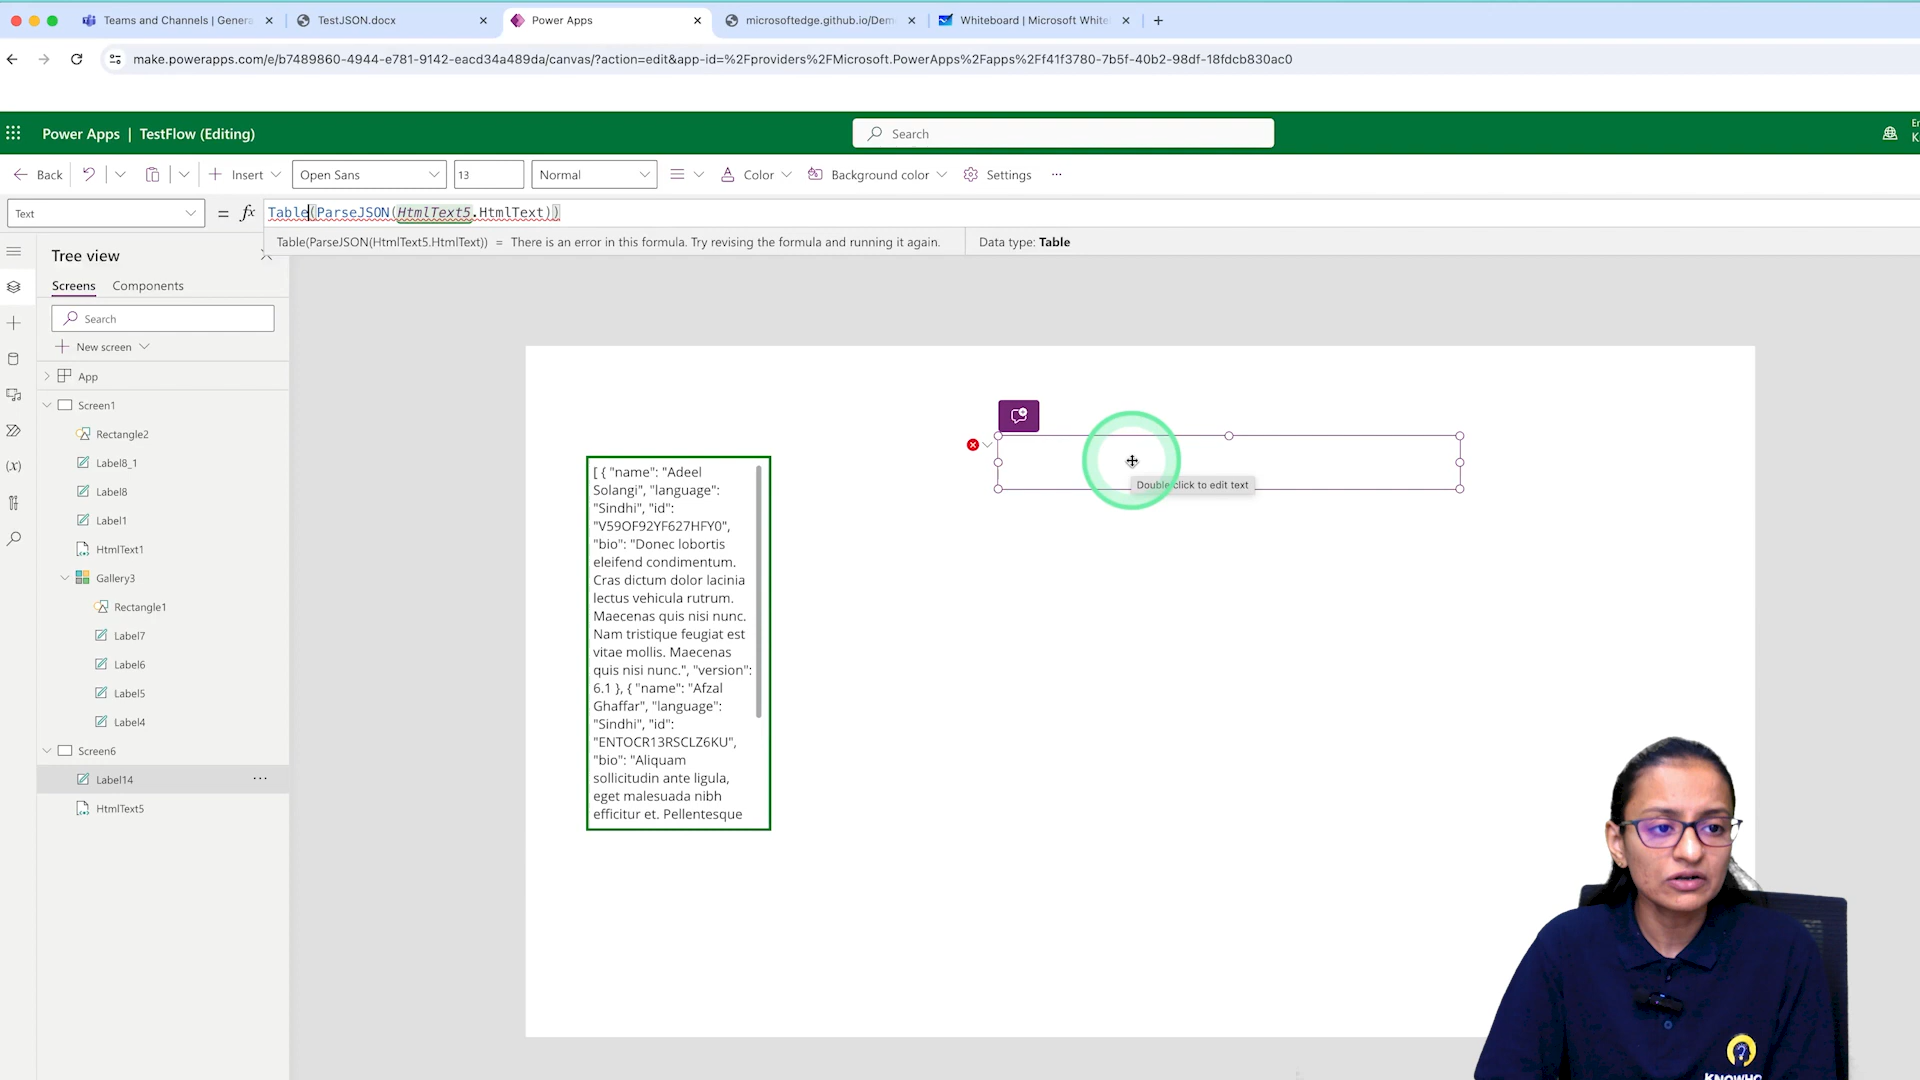 Teams and Channels | Genera
TestJSON.docx
Power Apps
microsoftedge.github.io/Dem
Whiteboard | Microsoft White
make.powerapps.com/e/b7489860-4944-e781-9142-eacd34a489da/canvas/?action=edit&app-id=%2Fproviders%2FMicrosoft.PowerApps%2Fapps%2Ff41f3780-7b5f-40b2-98df-18fdcb830ac0
Power Apps | TestFlow (Editing)
Search
Back
Insert
Open Sans
13
Normal
Color
Background color
Settings
Text
= fx
Table(ParseJSON(HtmlText5.HtmlText))
Table(ParseJSON(HtmlText5.HtmlText)) = There is an error in this formula. Try revising the formula and running it again.
Data type: Table
Tree view
Screens
Components
Search
New screen
App
Screen1
Rectangle2
Label8_1
Label8
Label1
HtmlText1
Gallery3
Rectangle1
Label7
Label6
Label5
Label4
Screen6
Label14
HtmlText5
[ { "name": "Adeel
Solangi", "language":
"Sindhi", "id":
"V59OF92YF627HFY0",
"bio": "Donec lobortis
eleifend condimentum.
Cras dictum dolor lacinia
lectus vehicula rutrum.
Maecenas quis nisi nunc.
Nam tristique feugiat est
vitae mollis. Maecenas
quis nisi nunc.", "version":
6.1 }, { "name": "Afzal
Ghaffar", "language":
"Sindhi", "id":
"ENTOCR13RSCLZ6KU",
"bio": "Aliquam
sollicitudin ante ligula,
eget malesuada nibh
efficitur et. Pellentesque
Double click to edit text